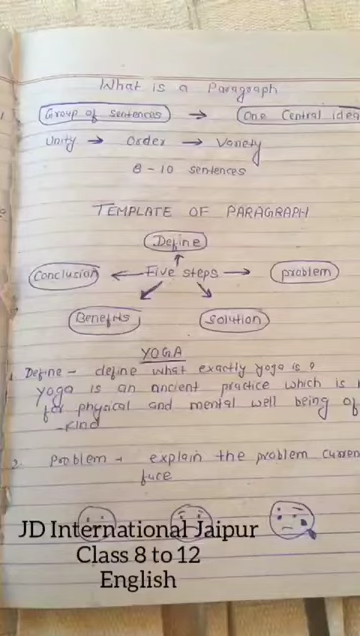 What is a Paragraph
Group of sentences → One Central idea
Unity → Order → Variety
8 - 10 sentences
TEMPLATE OF PARAGRAPH
Define
Conclusion ← Five steps → problem
Benefits Solution
YOGA
1. Define - define what exactly yoga is ?
yoga is an ancient practice which is
for physical and mental well being of
-kind
2. Problem → explain the problem curren
face
JD International Jaipur
Class 8 to 12
English